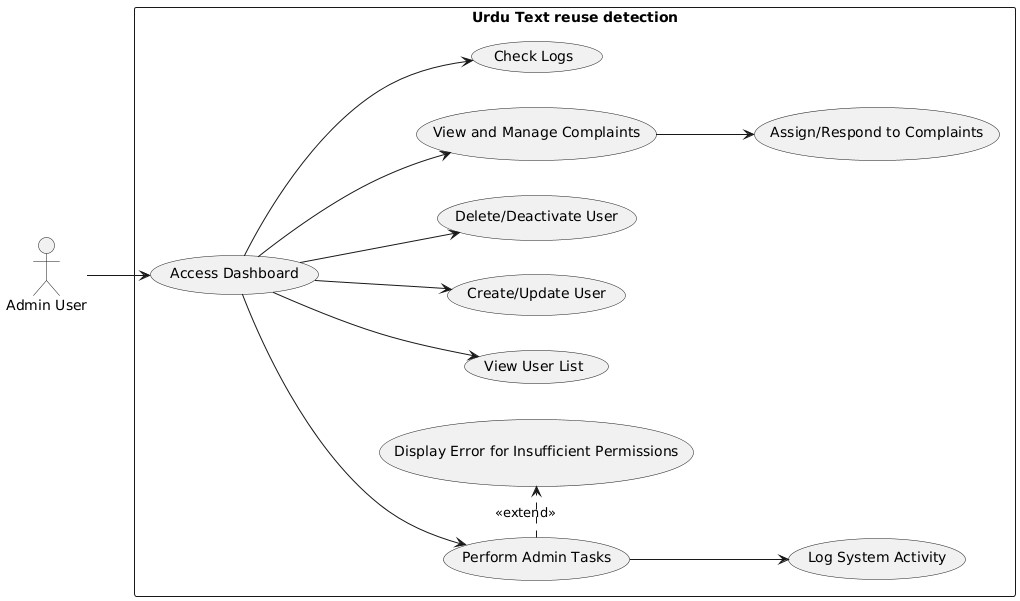 Urdu Text reuse detection
Check Logs
View and Manage Complaints
Assign/Respond to Complaints
Delete/Deactivate User
Access Dashboard
Create/Update User
Admin User
View User List
Display Error for Insufficient Permissions
«extend»
Perform Admin Tasks
Log System Activity